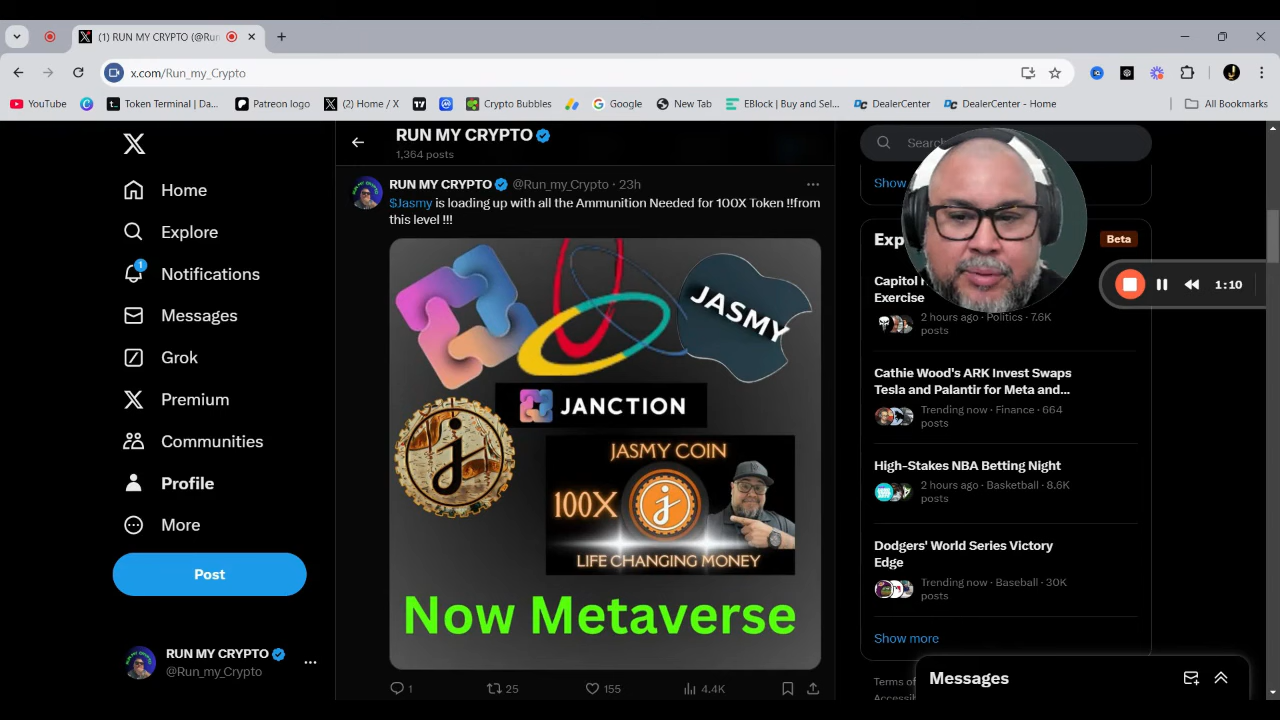 (1) RUN MY CRYPTO (@Run
x.com/Run_my_Crypto
YouTube
Token Terminal | Da...
Patreon logo
(2) Home / X
Crypto Bubbles
Google
New Tab
EBlock | Buy and Sel...
DealerCenter
DealerCenter - Home
All Bookmarks
Home
Explore
1
Notifications
Messages
Grok
Premium
Communities
Profile
More
Post
RUN MY CRYPTO
@Run_my_Crypto
RUN MY CRYPTO
1,364 posts
RUN MY CRYPTO @Run_my_Crypto · 23h
$Jasmy is loading up with all the Ammunition Needed for 100X Token !!from
this level !!!
JASMY
JANCTION
JASMY COIN
100X
LIFE CHANGING MONEY
Now Metaverse
1
25
155
4.4K
Show
Beta
Exercise
2 hours ago · Politics · 7.6K
posts
Cathie Wood's ARK Invest Swaps
Tesla and Palantir for Meta and...
Trending now · Finance · 664
posts
High-Stakes NBA Betting Night
2 hours ago · Basketball · 8.6K
posts
Dodgers' World Series Victory
Edge
Trending now · Baseball · 30K
posts
Show more
Terms of
Messages
1:10